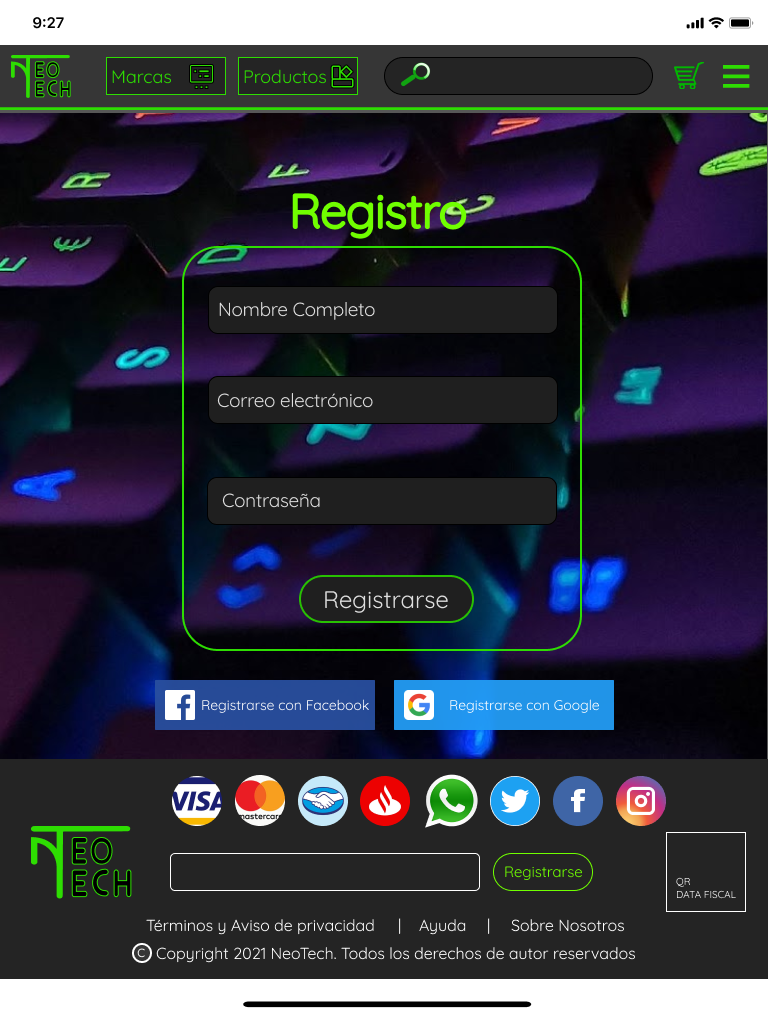 9:27
NEO
TECH
Marcas
Productos
R
F
C
Registro
E
€
D
Nombre Completo
S
Correo electrónico
A
Contraseña
Registrarse
Registrarse con Facebook
G
Registrarse con Google
VISA
mastercard
f
NEO
TECH
Registrarse
QR
DATA FISCAL
Términos y Aviso de privacidad | Ayuda | Sobre Nosotros
© Copyright 2021 NeoTech. Todos los derechos de autor reservados